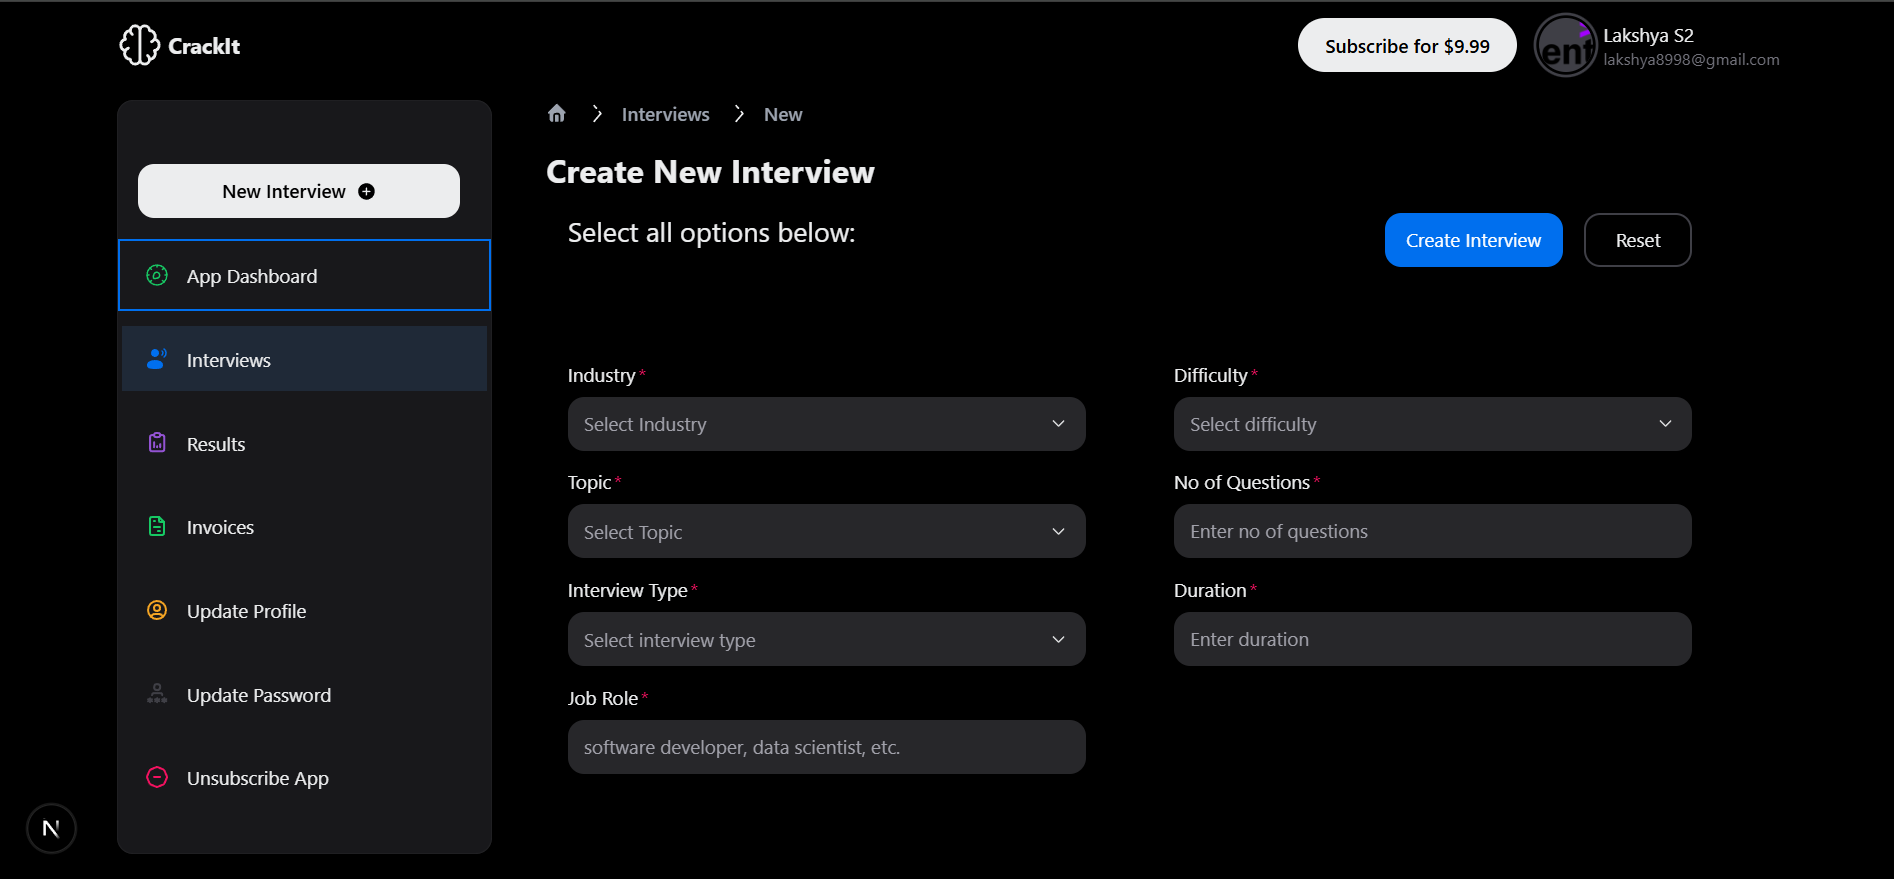 CrackIt
Subscribe for $9.99
ent
Lakshya S2
lakshya8998@gmail.com
New Interview
App Dashboard
Interviews
Results
Invoices
Update Profile
Update Password
Unsubscribe App
N
Interviews
New
Create New Interview
Select all options below:
Create Interview
Reset
Industry*
Select Industry
Difficulty*
Select difficulty
Topic*
Select Topic
No of Questions*
Enter no of questions
Interview Type*
Select interview type
Duration*
Enter duration
Job Role*
software developer, data scientist, etc.